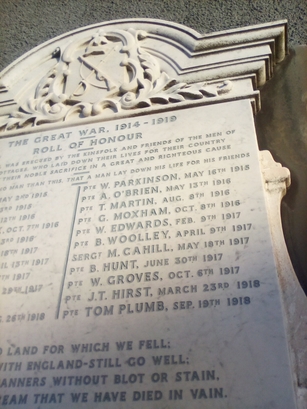 THE GREAT WAR, 1914-1919
ROLL OF HONOUR
WAS ERECTED BY THE KINSFOLK AND FRIENDS OF THE MEN OF
WHO LAID DOWN THEIR LIVES FOR THEIR COUNTRY
THEIR NOBLE SACRIFICE IN A GREAT AND RIGHTEOUS CAUSE
MAN THAN THIS, THAT A MAN LAY DOWN HIS LIFE FOR HIS FRIENDS
PTE W. PARKINSON, MAY 16TH 1915
PTE A. O'BRIEN, MAY 13TH 1916
PTE T. MARTIN, AUG. 8TH 1916
PTE G. MOXHAM, OCT. 8TH 1916
PTE W. EDWARDS, FEB. 9TH 1917
PTE B. WOOLLEY, APRIL 9TH 1917
SERGT M. CAHILL, MAY 18TH 1917
PTE B. HUNT, JUNE 30TH 1917
PTE W. GROVES, OCT. 6TH 1917
PTE J.T. HIRST, MARCH 23RD 1918
PTE TOM PLUMB, SEP. 19TH 1918
LAND FOR WHICH WE FELL;
WITH ENGLAND-STILL GO WELL;
ANNERS WITHOUT BLOT OR STAIN,
REAM THAT WE HAVE DIED IN VAIN.